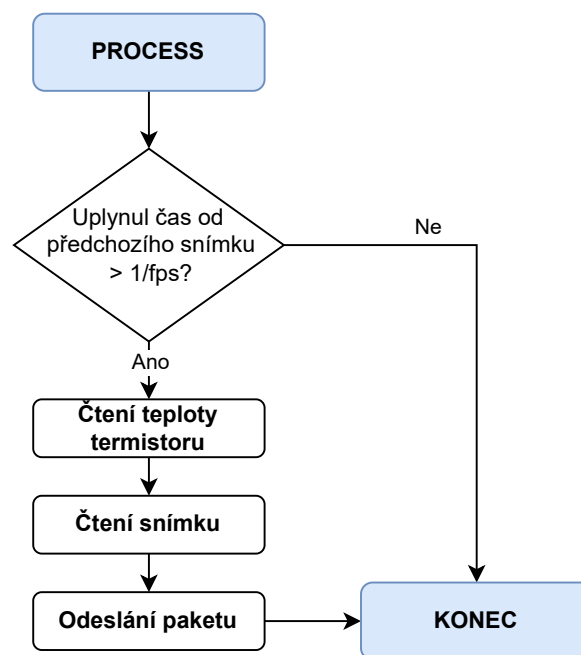 PROCESS
Uplynul čas od
předchozího snímku
> 1/fps?
Ne
Ano
Čtení teploty
termistoru
Čtení snímku
Odeslání paketu
KONEC